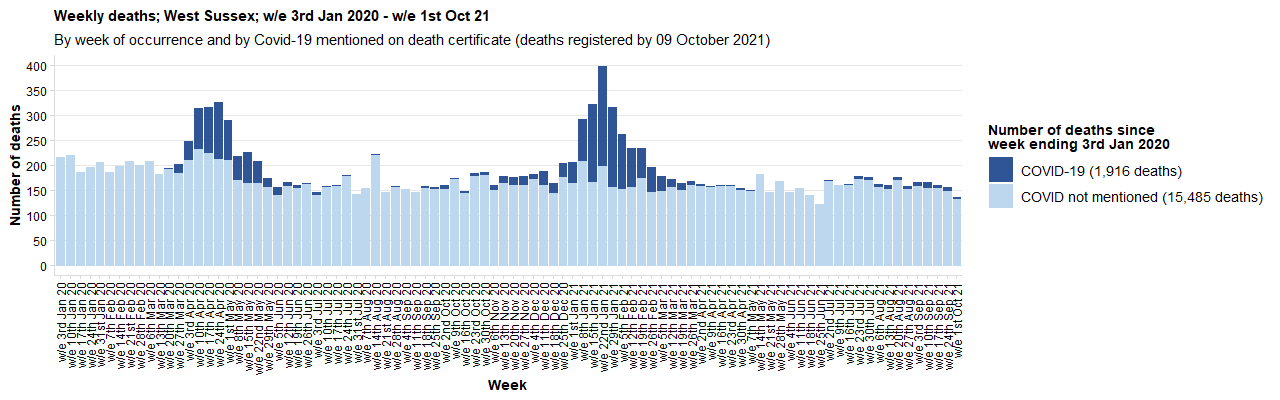 Weekly deaths; West Sussex; w/e 3rd Jan 2020 - w/e 1st Oct 21
By week of occurrence and by Covid-19 mentioned on death certificate (deaths registered by 09 October 2021)
Number of deaths
400
350
300
250
200
150
100
50
0
w/e 3rd Jan 20
w/e 10th Jan 20
w/e 17th Jan 20
w/e 24th Jan 20
w/e 31st Jan 20
w/e 7th Feb 20
w/e 14th Feb 20
w/e 21st Feb 20
w/e 28th Feb 20
w/e 6th Mar 20
w/e 13th Mar 20
w/e 20th Mar 20
w/e 27th Mar 20
w/e 3rd Apr 20
w/e 10th Apr 20
w/e 17th Apr 20
w/e 24th Apr 20
w/e 1st May 20
w/e 8th May 20
w/e 15th May 20
w/e 22nd May 20
w/e 29th May 20
w/e 5th Jun 20
w/e 12th Jun 20
w/e 19th Jun 20
w/e 26th Jun 20
w/e 3rd Jul 20
w/e 10th Jul 20
w/e 17th Jul 20
w/e 24th Jul 20
w/e 31st Jul 20
w/e 7th Aug 20
w/e 14th Aug 20
w/e 21st Aug 20
w/e 28th Aug 20
w/e 4th Sep 20
w/e 11th Sep 20
w/e 18th Sep 20
w/e 25th Sep 20
w/e 2nd Oct 20
w/e 9th Oct 20
w/e 16th Oct 20
w/e 23rd Oct 20
w/e 30th Oct 20
w/e 6th Nov 20
w/e 13th Nov 20
w/e 20th Nov 20
w/e 27th Nov 20
w/e 4th Dec 20
w/e 11th Dec 20
w/e 18th Dec 20
w/e 25th Dec 20
w/e 1st Jan 21
w/e 8th Jan 21
w/e 15th Jan 21
w/e 22nd Jan 21
w/e 29th Jan 21
w/e 5th Feb 21
w/e 12th Feb 21
w/e 19th Feb 21
w/e 26th Feb 21
w/e 5th Mar 21
w/e 12th Mar 21
w/e 19th Mar 21
w/e 26th Mar 21
w/e 2nd Apr 21
w/e 9th Apr 21
w/e 16th Apr 21
w/e 23rd Apr 21
w/e 30th Apr 21
w/e 7th May 21
w/e 14th May 21
w/e 21st May 21
w/e 28th May 21
w/e 4th Jun 21
w/e 11th Jun 21
w/e 18th Jun 21
w/e 25th Jun 21
w/e 2nd Jul 21
w/e 9th Jul 21
w/e 16th Jul 21
w/e 23rd Jul 21
w/e 30th Jul 21
w/e 6th Aug 21
w/e 13th Aug 21
w/e 20th Aug 21
w/e 27th Aug 21
w/e 3rd Sep 21
w/e 10th Sep 21
w/e 17th Sep 21
w/e 24th Sep 21
w/e 1st Oct 21
Week
Number of deaths since
week ending 3rd Jan 2020
COVID-19 (1,916 deaths)
COVID not mentioned (15,485 deaths)